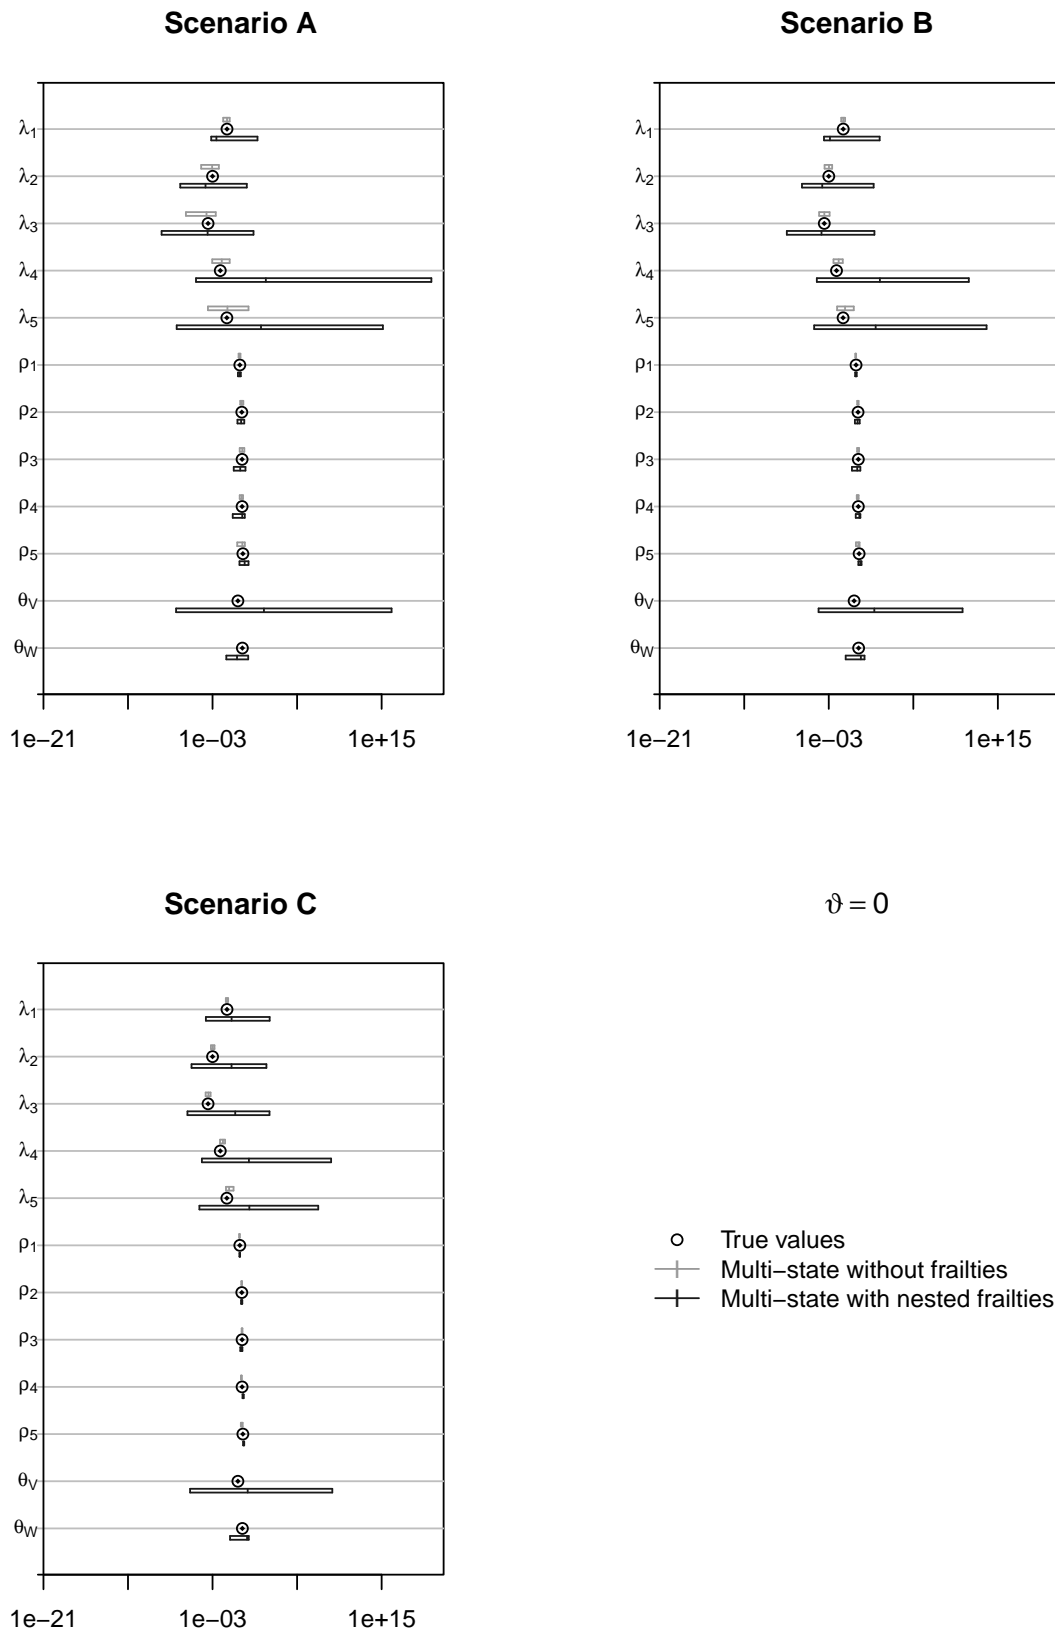 Scenario A
λ1
λ2
λ3
λ4
λ5
ρ1
ρ2
ρ3
ρ4
ρ5
θV
θW
1e−21 1e−03 1e+15
Scenario B
λ1
λ2
λ3
λ4
λ5
ρ1
ρ2
ρ3
ρ4
ρ5
θV
θW
1e−21 1e−03 1e+15
Scenario C
λ1
λ2
λ3
λ4
λ5
ρ1
ρ2
ρ3
ρ4
ρ5
θV
θW
1e−21 1e−03 1e+15
ϑ = 0
True values
Multi−state without frailties
Multi−state with nested frailties